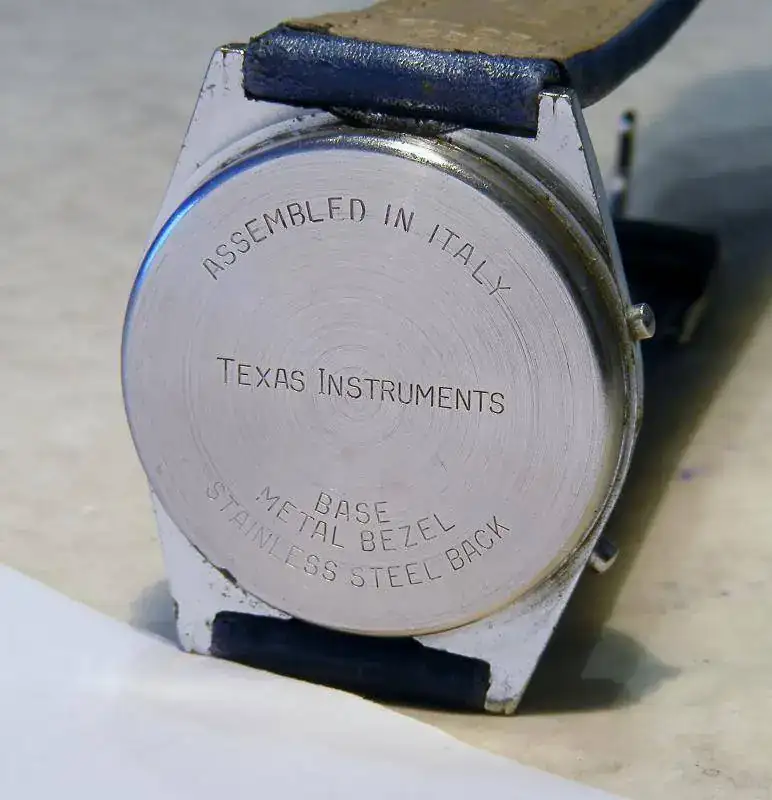 ASSEMBLED IN ITALY
TEXAS INSTRUMENTS
BASE
METAL BEZEL
STAINLESS STEEL BACK